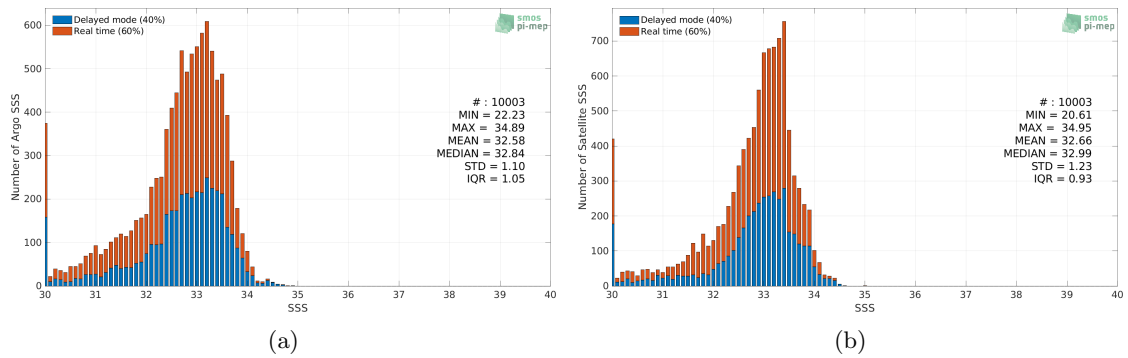 Delayed mode (40%)
Real time (60%)
smos
pi-mep
Number of Argo SSS
600
500
400
300
200
100
0
# : 10003
MIN = 22.23
MAX = 34.89
MEAN = 32.58
MEDIAN = 32.84
STD = 1.10
IQR = 1.05
30 31 32 33 34 35 36 37 38 39 40
SSS
(a)
Delayed mode (40%)
Real time (60%)
smos
pi-mep
Number of Satellite SSS
700
600
500
400
300
200
100
0
# : 10003
MIN = 20.61
MAX = 34.95
MEAN = 32.66
MEDIAN = 32.99
STD = 1.23
IQR = 0.93
30 31 32 33 34 35 36 37 38 39 40
SSS
(b)